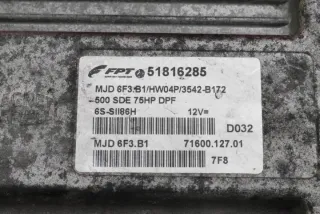 FPT 51816285
MJD 6F3.B1/HW04P/3542-B172
500 SDE 75HP DPF
6S-SII86H 12V=
D032
MJD 6F3.B1 71600.127.01
7F8